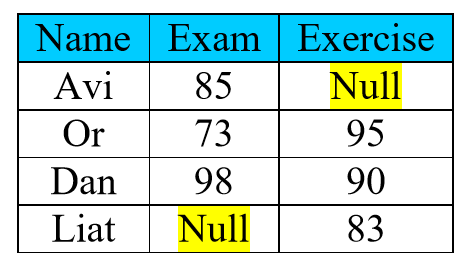 Name Exam Exercise
Avi 85 Null
Or 73 95
Dan 98 90
Liat Null 83